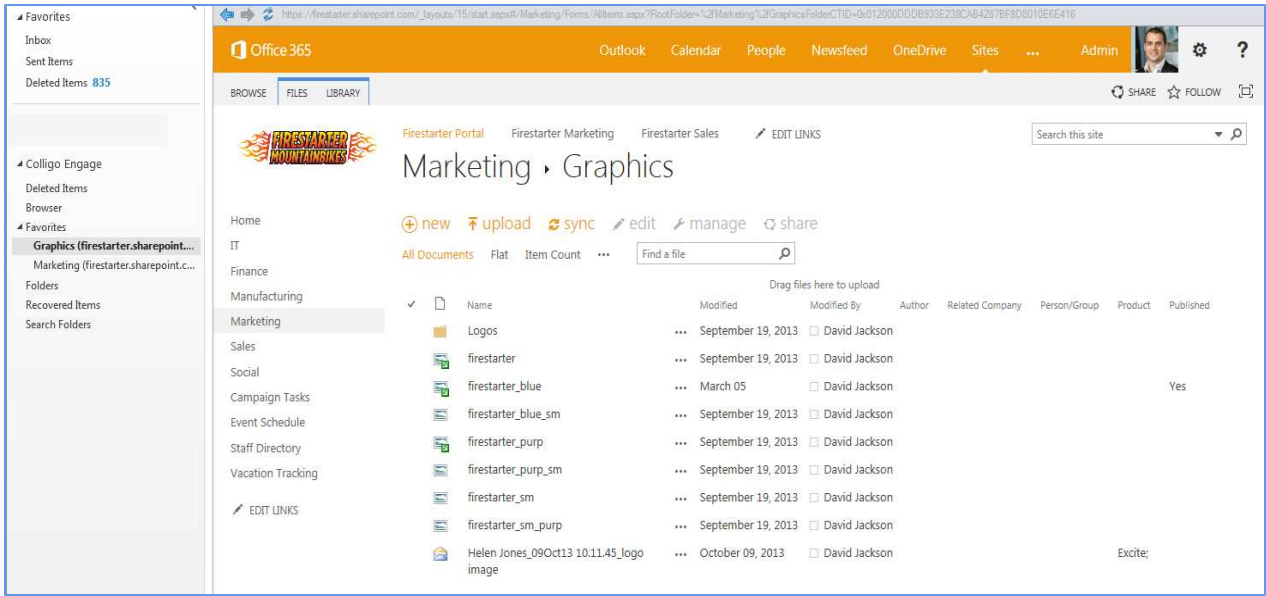 Favorites
Inbox
Sent Items
Deleted Items 835
Colligo Engage
Deleted Items
Browser
Favorites
Graphics (firestarter.sharepoint....
Marketing (firestarter.sharepoint.c...
Folders
Recovered Items
Search Folders
Office 365
Outlook Calendar People Newsfeed OneDrive Sites ... Admin ?
BROWSE FILES LIBRARY
SHARE FOLLOW
FIRESTARTER
MOUNTAINBIKES
Firestarter Portal Firestarter Marketing Firestarter Sales EDIT LINKS
Search this site
Marketing ▸ Graphics
Home
IT
Finance
Manufacturing
Marketing
Sales
Social
Campaign Tasks
Event Schedule
Staff Directory
Vacation Tracking
EDIT LINKS
new upload sync edit manage share
All Documents Flat Item Count ... Find a file
Drag files here to upload
Name Modified Modified By Author Related Company Person/Group Product Published
Logos ... September 19, 2013 David Jackson
firestarter ... September 19, 2013 David Jackson
firestarter_blue ... March 05 David Jackson Yes
firestarter_blue_sm ... September 19, 2013 David Jackson
firestarter_purp ... September 19, 2013 David Jackson
firestarter_purp_sm ... September 19, 2013 David Jackson
firestarter_sm ... September 19, 2013 David Jackson
firestarter_sm_purp ... September 19, 2013 David Jackson
Helen Jones_09Oct13 10.11.45_logo ... October 09, 2013 David Jackson Excite;
image